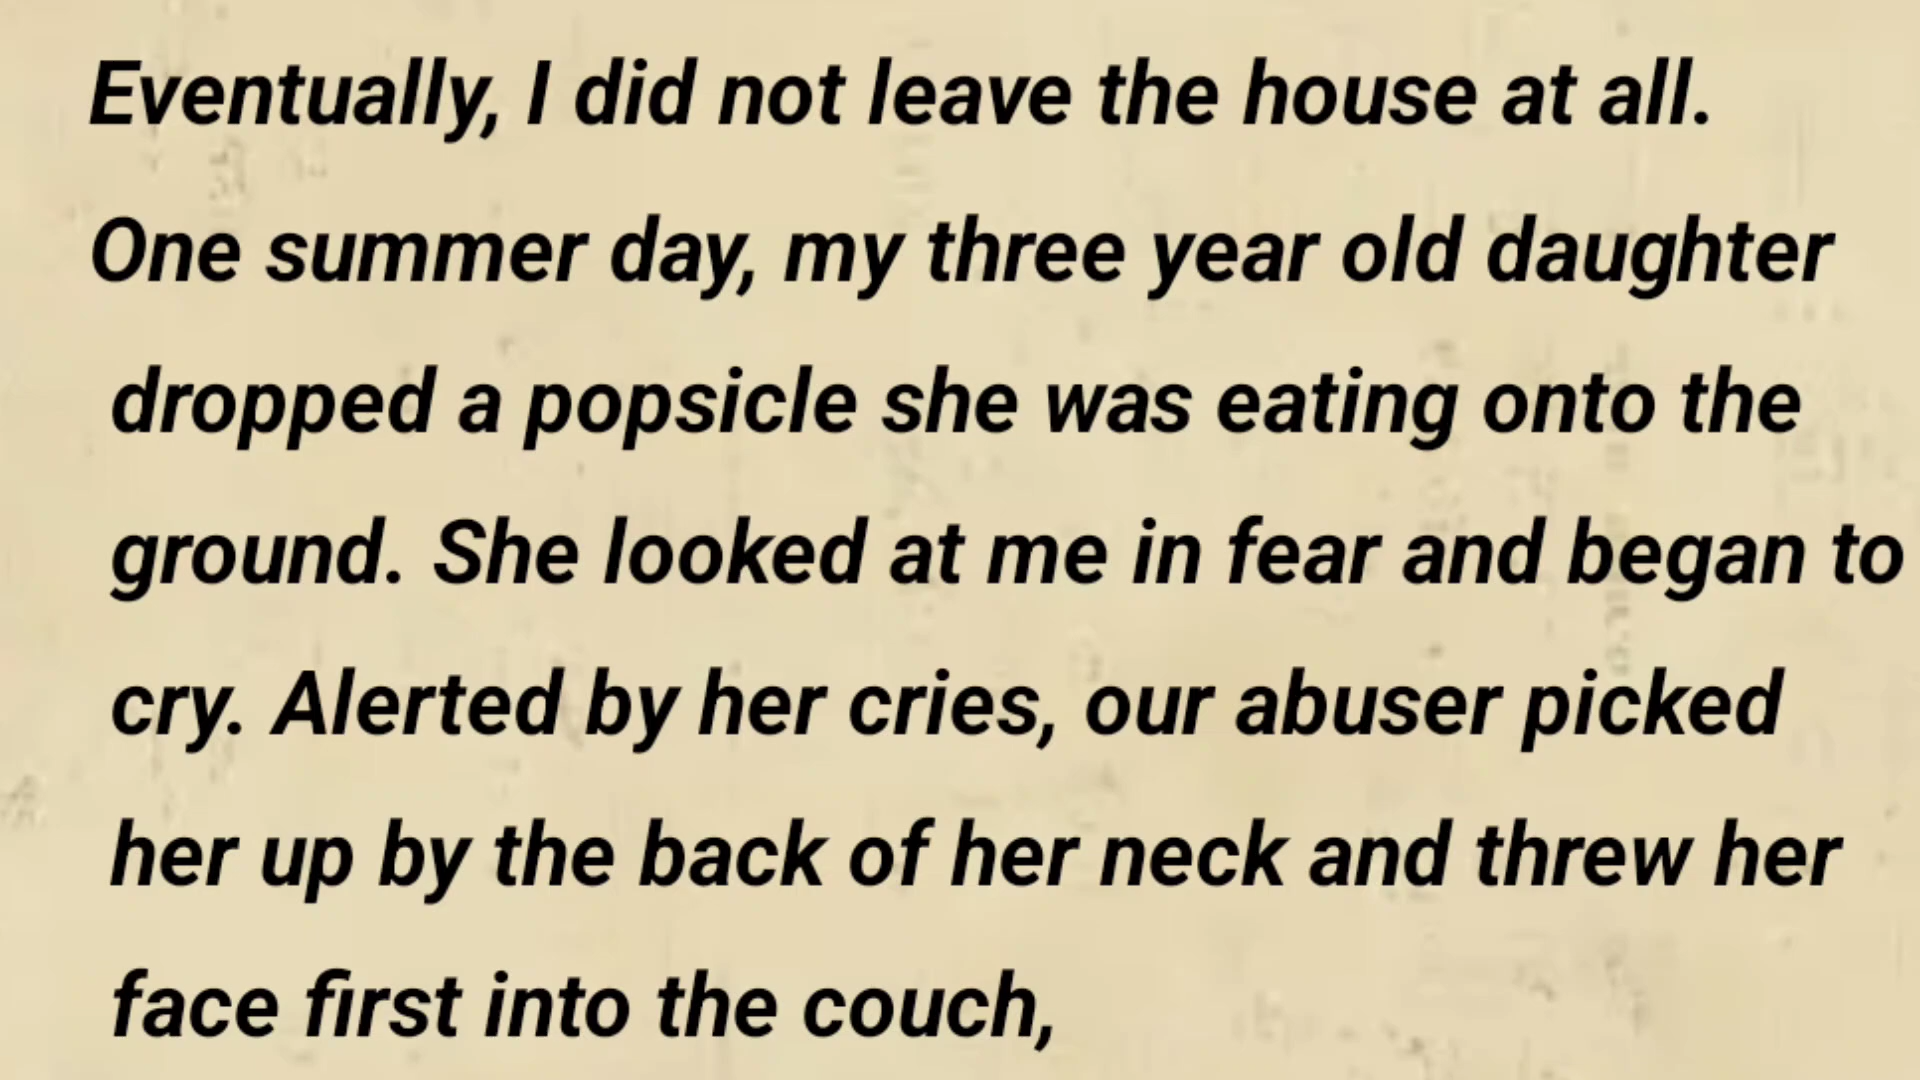 Eventually, I did not leave the house at all.
One summer day, my three year old daughter
dropped a popsicle she was eating onto the
ground. She looked at me in fear and began to
cry. Alerted by her cries, our abuser picked
her up by the back of her neck and threw her
face first into the couch,